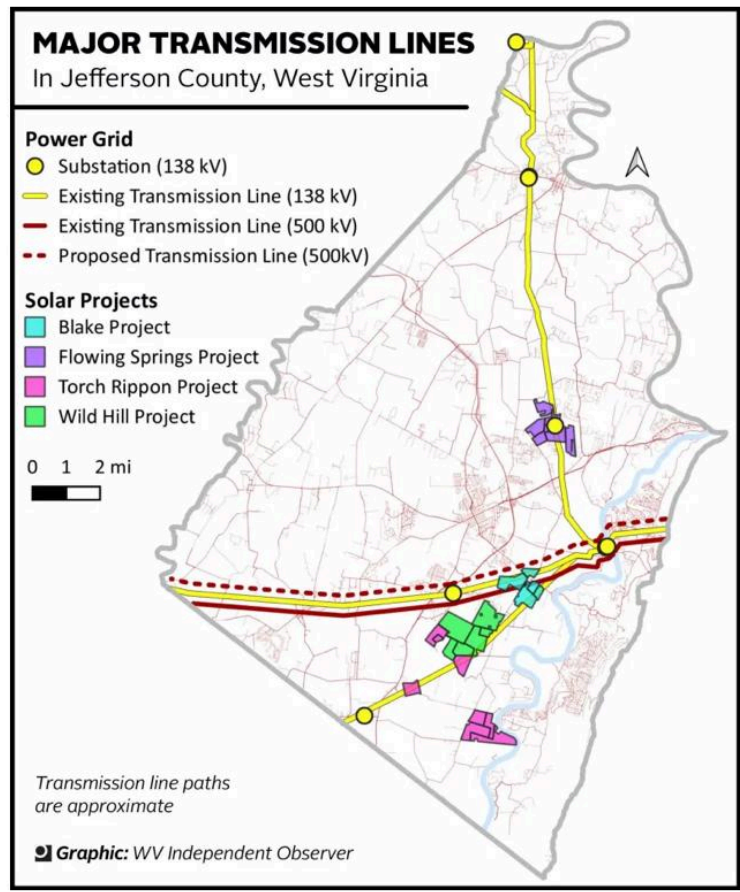 MAJOR TRANSMISSION LINES
In Jefferson County, West Virginia
Power Grid
Substation (138 kV)
Existing Transmission Line (138 kV)
Existing Transmission Line (500 kV)
Proposed Transmission Line (500kV)
Solar Projects
Blake Project
Flowing Springs Project
Torch Rippon Project
Wild Hill Project
0 1 2 mi
Transmission line paths
are approximate
Graphic: WV Independent Observer